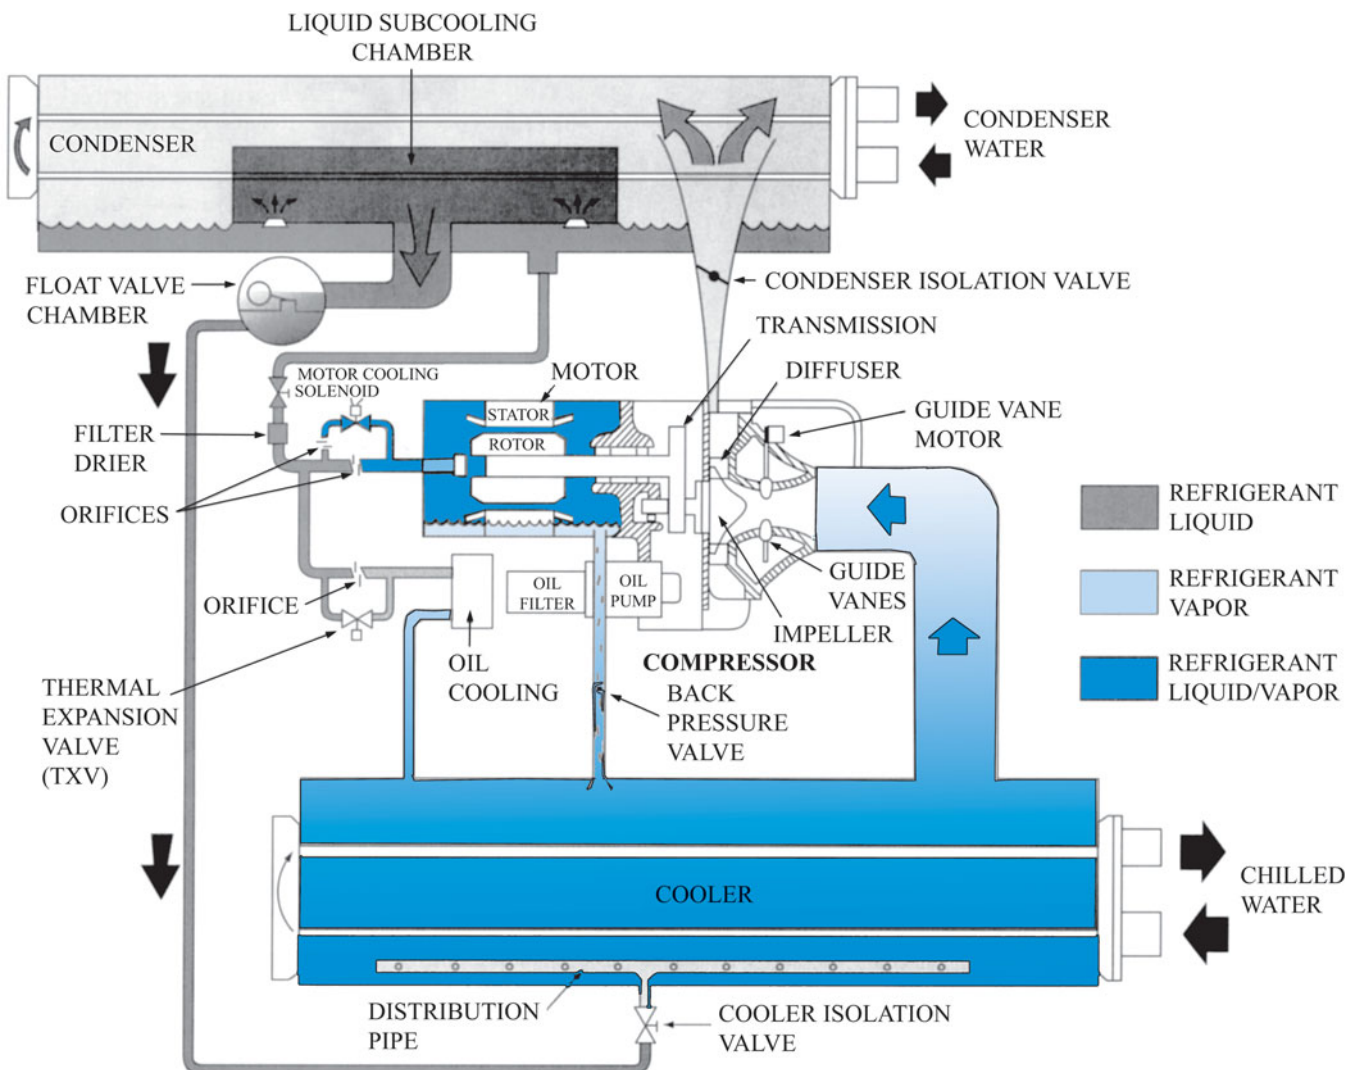 LIQUID SUBCOOLING
CHAMBER
CONDENSER
CONDENSER
WATER
FLOAT VALVE
CHAMBER
CONDENSER ISOLATION VALVE
TRANSMISSION
MOTOR COOLING
SOLENOID
MOTOR
DIFFUSER
STATOR
ROTOR
GUIDE VANE
MOTOR
FILTER
DRIER
ORIFICES
REFRIGERANT
LIQUID
ORIFICE
OIL
FILTER
OIL
PUMP
GUIDE
VANES
REFRIGERANT
VAPOR
IMPELLER
OIL
COOLING
COMPRESSOR
BACK
PRESSURE
VALVE
REFRIGERANT
LIQUID/VAPOR
THERMAL
EXPANSION
VALVE
(TXV)
COOLER
CHILLED
WATER
DISTRIBUTION
PIPE
COOLER ISOLATION
VALVE